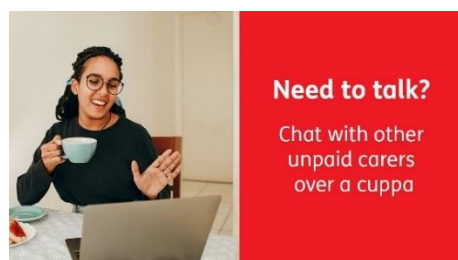 Need to talk?
Chat with other
unpaid carers
over a cuppa